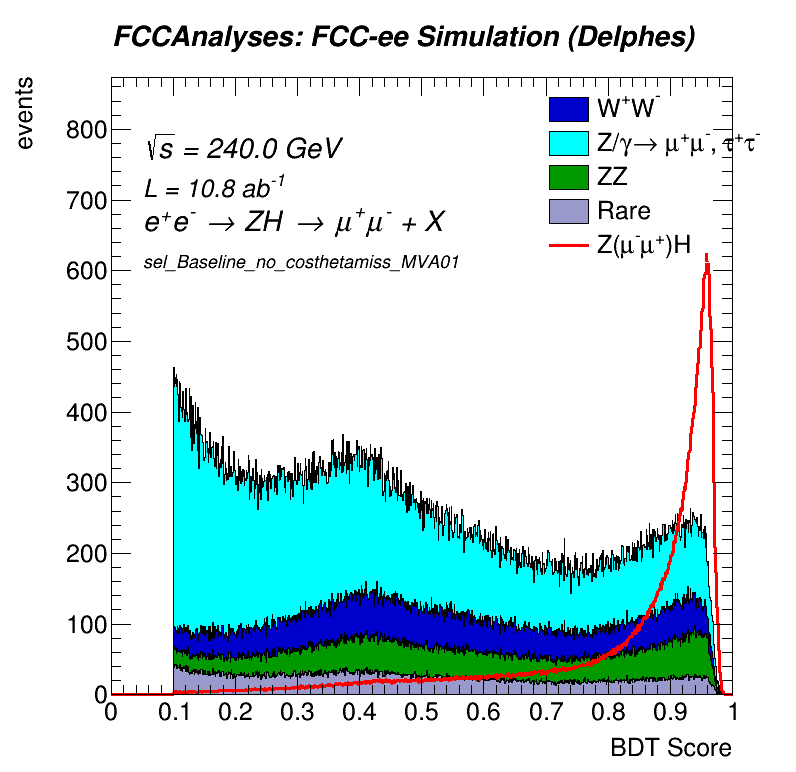 FCCAnalyses: FCC-ee Simulation (Delphes)
events
800
700
600
500
400
300
200
100
0
√s = 240.0 GeV
L = 10.8 ab⁻¹
e⁺e⁻ → ZH → μ⁺μ⁻ + X
sel_Baseline_no_costhetamiss_MVA01
W⁺W⁻
Z/γ→ μ⁺μ⁻, τ⁺τ⁻
ZZ
Rare
Z(μ⁻μ⁺)H
0 0.1 0.2 0.3 0.4 0.5 0.6 0.7 0.8 0.9 1
BDT Score